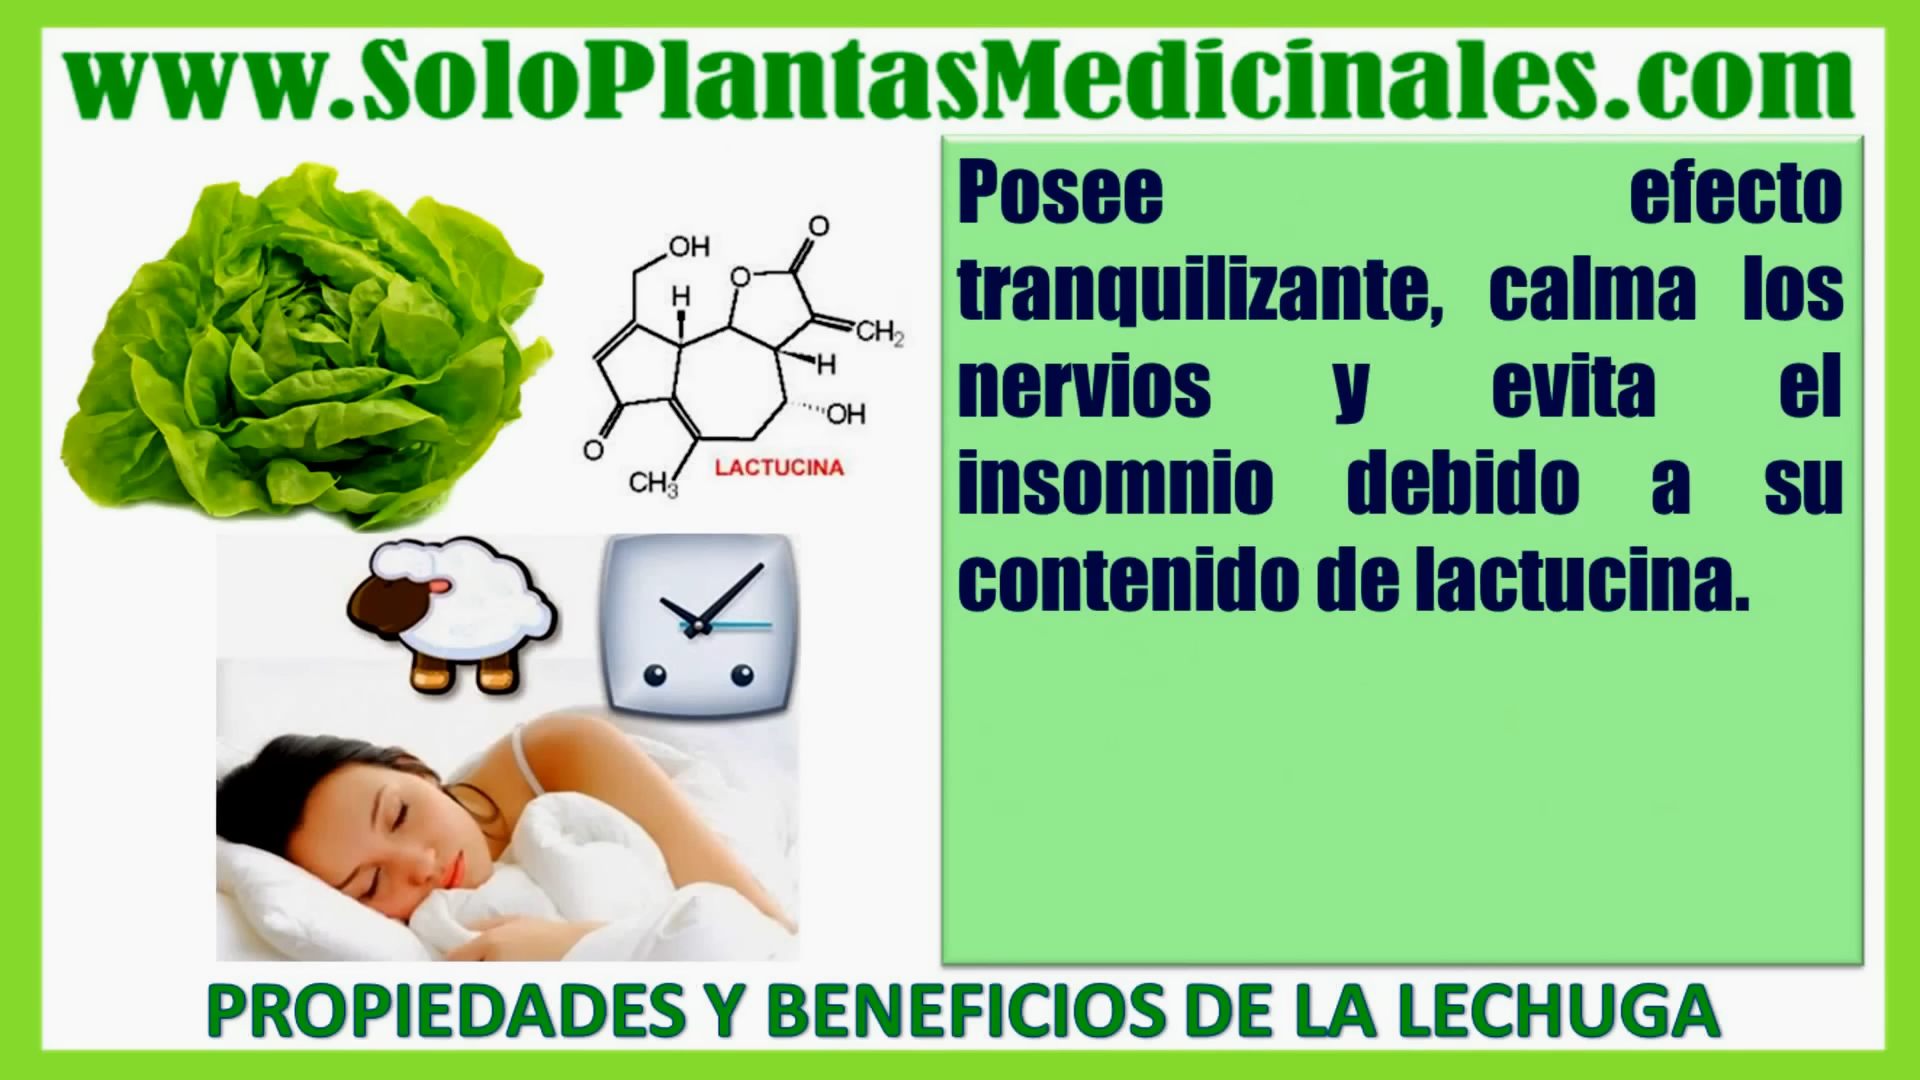 www.SoloPlantasMedicinales.com
OH
O
H
O
CH2
H
OH
O
CH3
LACTUCINA
Posee efecto
tranquilizante, calma los
nervios y evita el
insomnio debido a su
contenido de lactucina.
PROPIEDADES Y BENEFICIOS DE LA LECHUGA